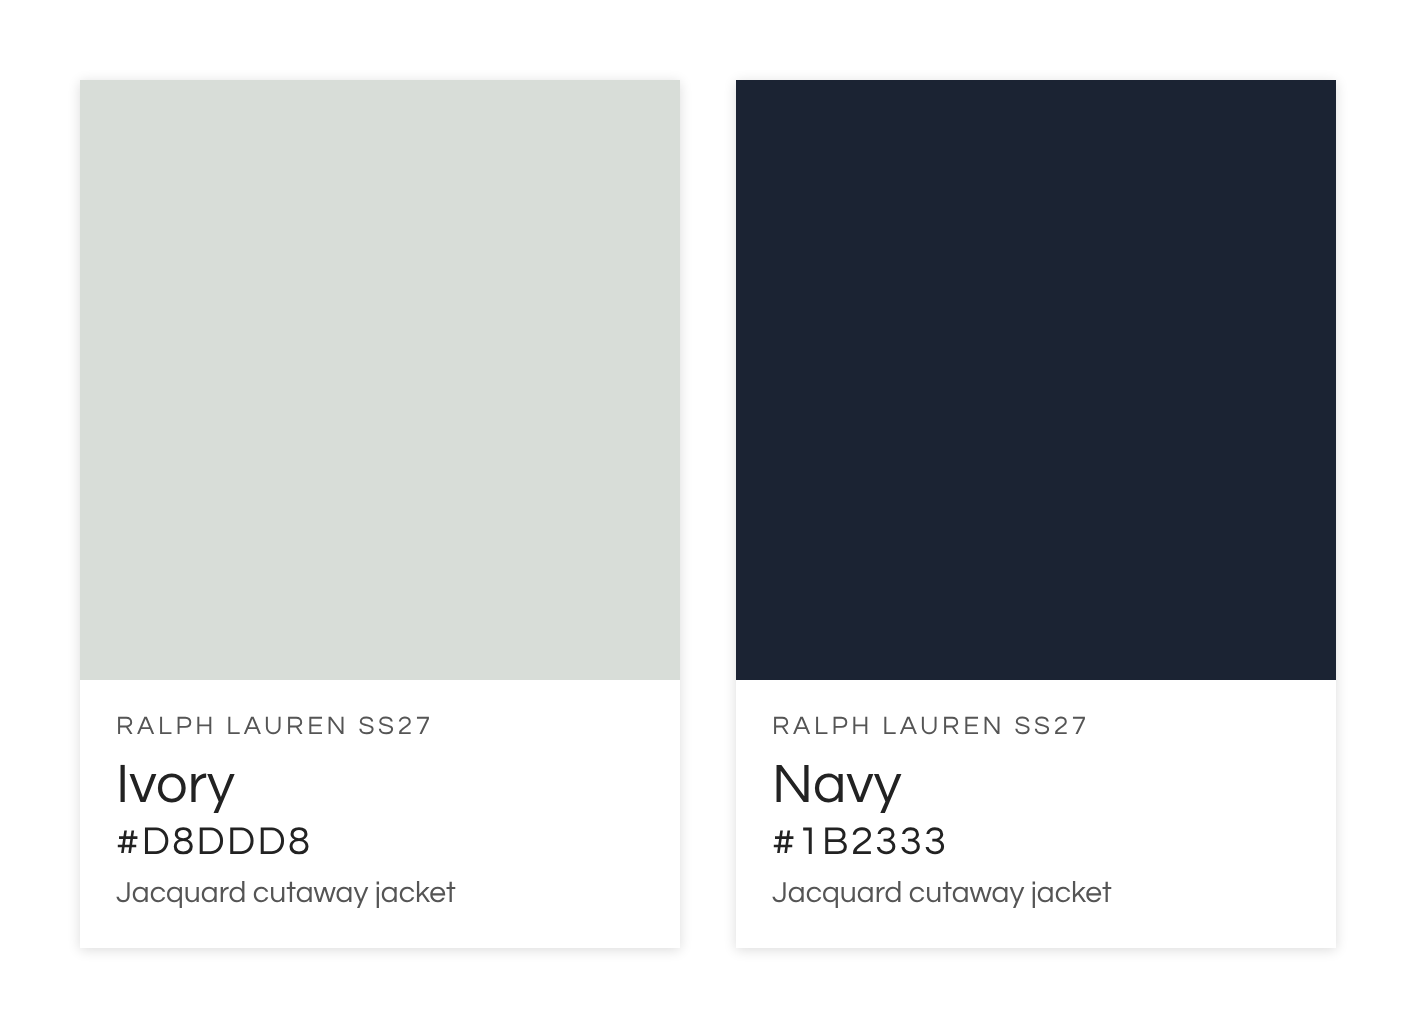 RALPH LAUREN SS27
Ivory
#D8DDD8
Jacquard cutaway jacket
RALPH LAUREN SS27
Navy
#1B2333
Jacquard cutaway jacket